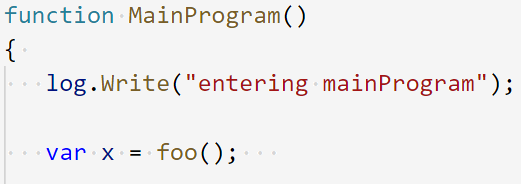 function MainProgram()
{
    log.Write("entering mainProgram");

    var x = foo();